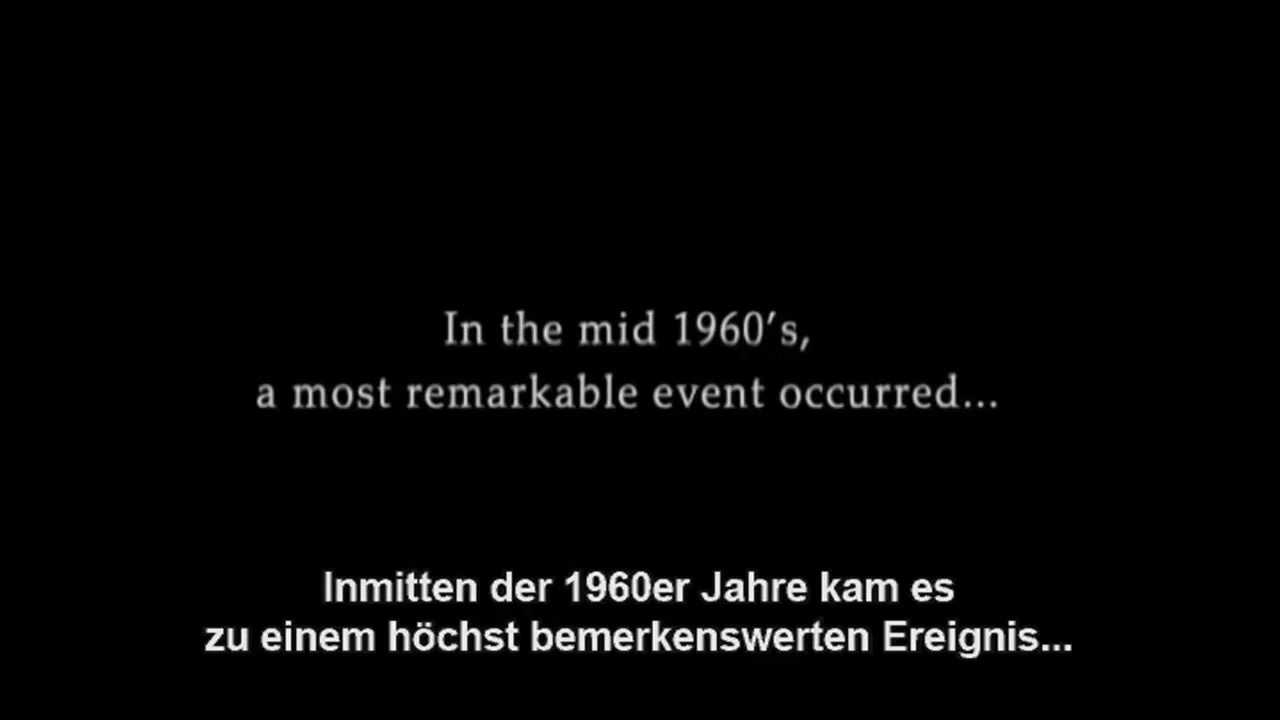 In the mid 1960's,
a most remarkable event occurred...
Inmitten der 1960er Jahre kam es
zu einem höchst bemerkenswerten Ereignis...